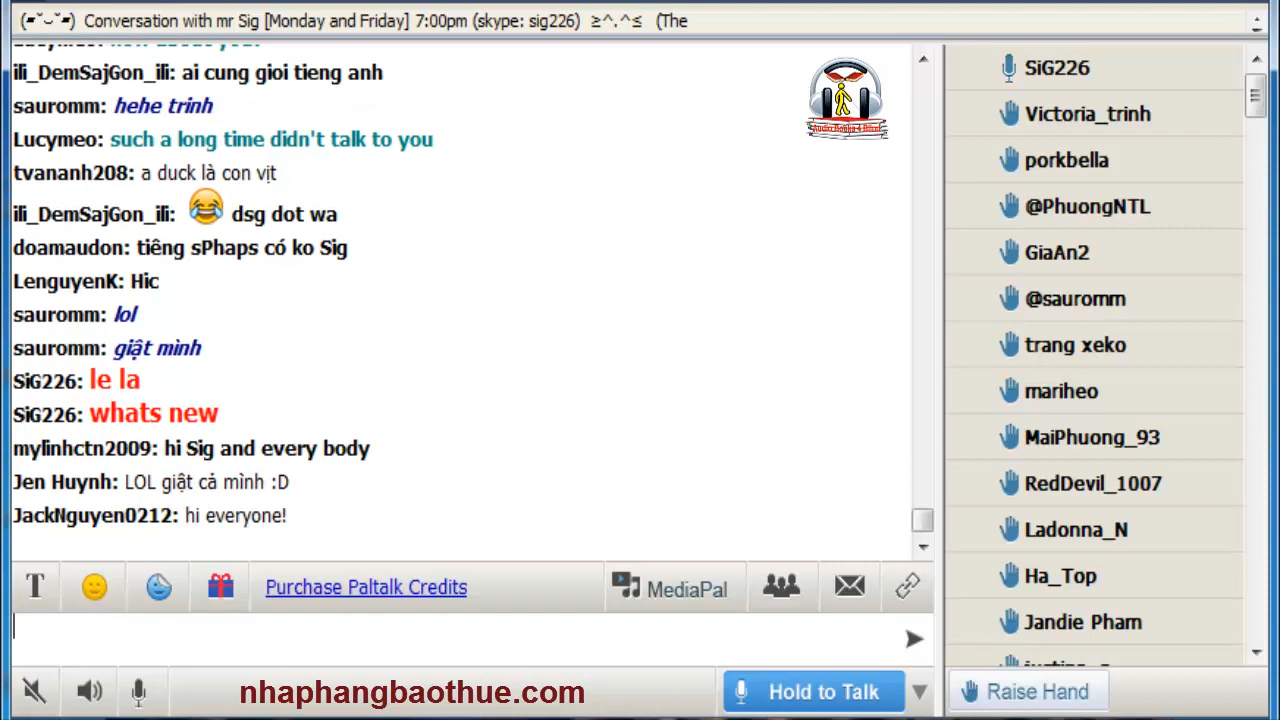 (▰˘◡˘▰) Conversation with mr Sig [Monday and Friday] 7:00pm (skype: sig226) ≥^.^≤ (The
ili_DemSajGon_ili: ai cung gioi tieng anh
sauromm: hehe trinh
Lucymeo: such a long time didn't talk to you
tvananh208: a duck là con vịt
ili_DemSajGon_ili: 😂 dsg dot wa
doamaudon: tiêng sPhaps có ko Sig
LenguyenK: Hic
sauromm: lol
sauromm: giật mình
SiG226: le la
SiG226: whats new
mylinhctn2009: hi Sig and every body
Jen Huynh: LOL giật cả mình :D
JackNguyen0212: hi everyone!
Audio Books 4 Blind
T
Purchase Paltalk Credits
MediaPal
nhaphangbaothue.com
Hold to Talk
SiG226
Victoria_trinh
porkbella
@PhuongNTL
GiaAn2
@sauromm
trang xeko
mariheo
MaiPhuong_93
RedDevil_1007
Ladonna_N
Ha_Top
Jandie Pham
Raise Hand